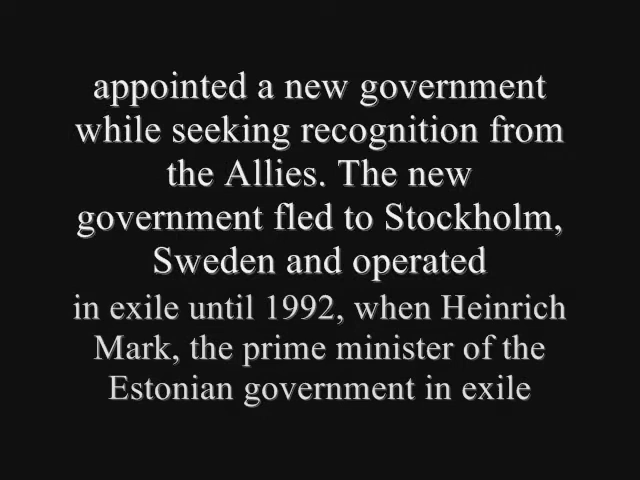 appointed a new government
while seeking recognition from
the Allies. The new
government fled to Stockholm,
Sweden and operated
in exile until 1992, when Heinrich
Mark, the prime minister of the
Estonian government in exile